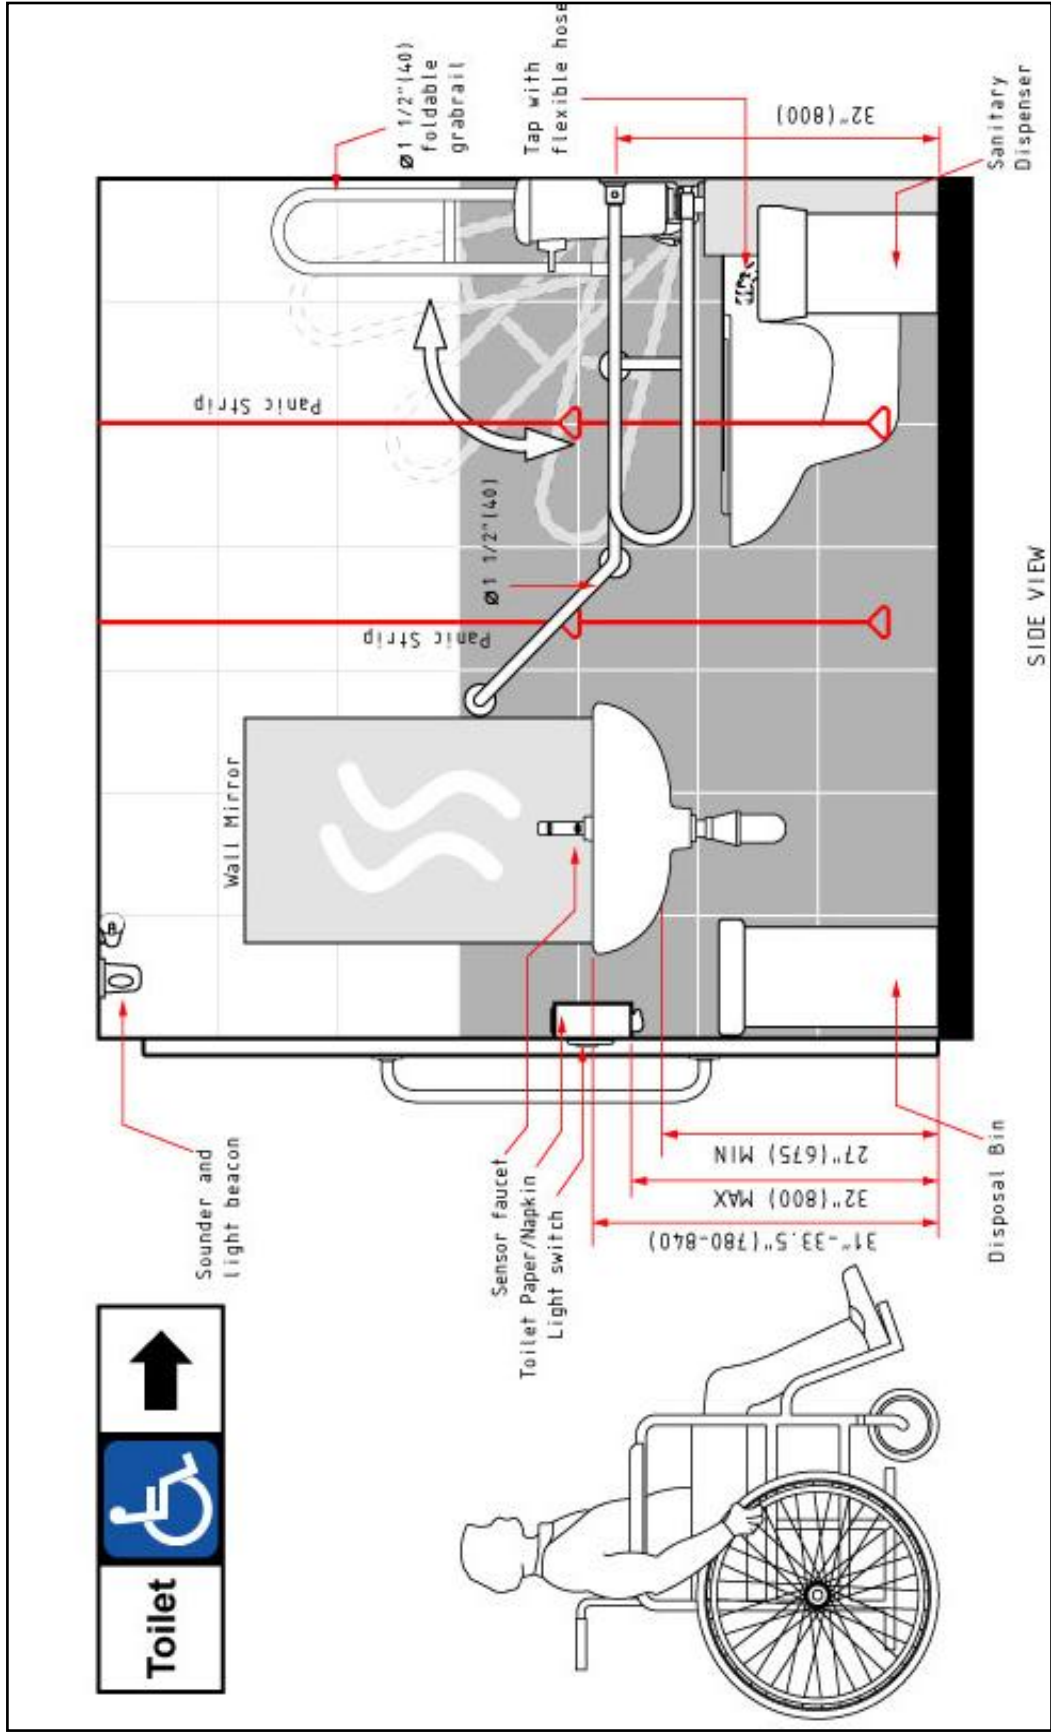 Toilet
Sounder and
light beacon
Wall Mirror
Panic Strip
Panic Strip
Ø1 1/2"(40)
foldable
grabrail
Tap with
flexible hose
Ø1 1/2"(40)
Sensor faucet
Toilet Paper/Napkin
Light switch
31"-33.5"(780-840)
32"(800) MAX
27"(675) MIN
32"(800)
Disposal Bin
Sanitary
Dispenser
SIDE VIEW